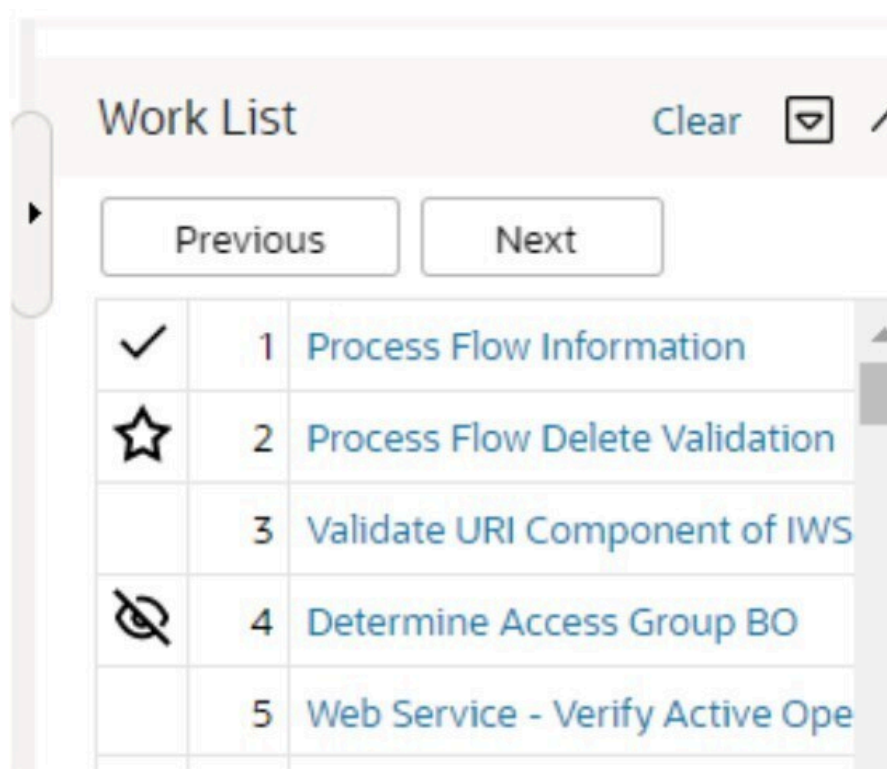 Work List Clear
Previous Next
1 Process Flow Information
2 Process Flow Delete Validation
3 Validate URI Component of IWS
4 Determine Access Group BO
5 Web Service - Verify Active Ope